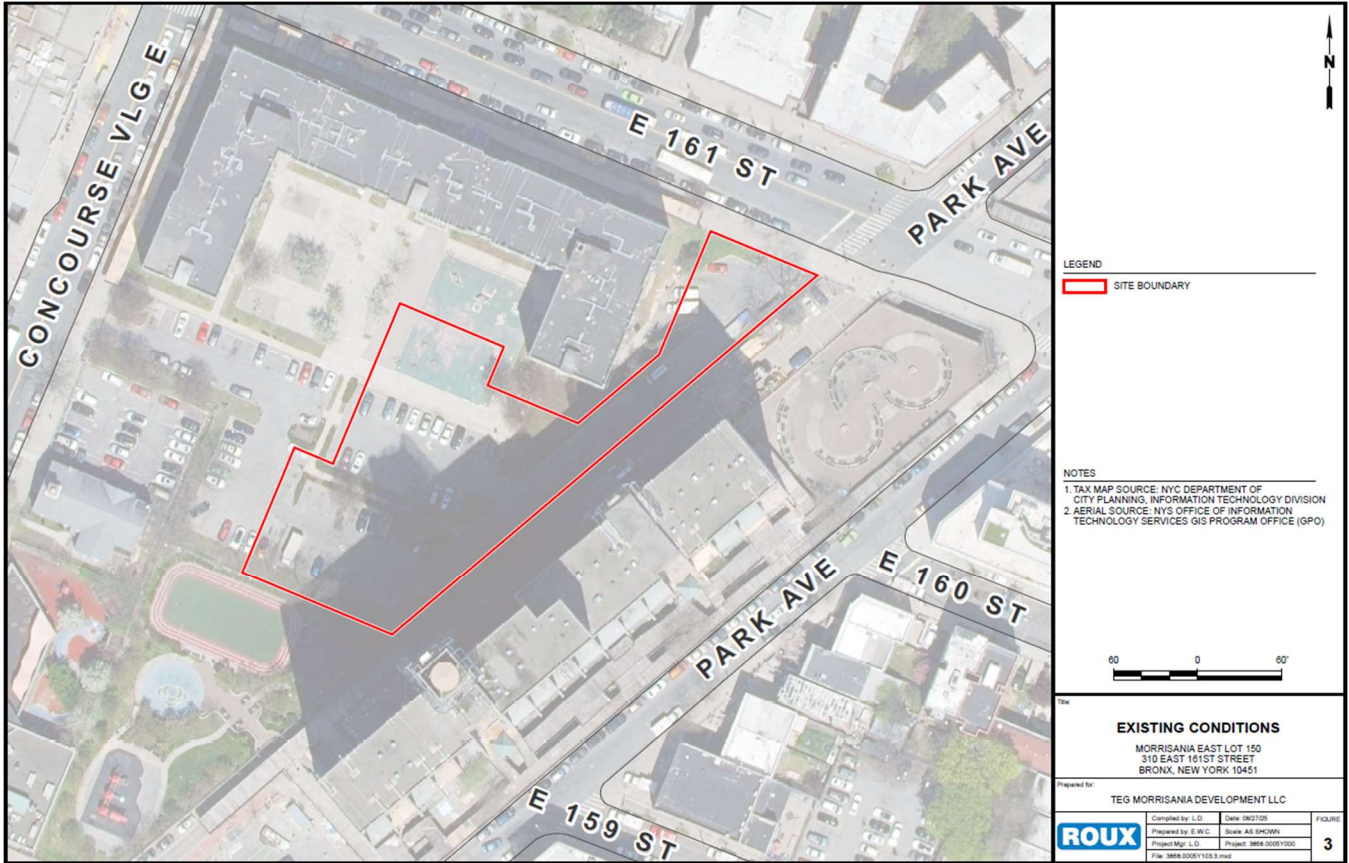 CONCOURSE VLG E
E 161 ST
PARK AVE
PARK AVE
E 160 ST
E 159 ST
N
LEGEND
SITE BOUNDARY
NOTES
1. TAX MAP SOURCE: NYC DEPARTMENT OF
CITY PLANNING, INFORMATION TECHNOLOGY DIVISION
2. AERIAL SOURCE: NYS OFFICE OF INFORMATION
TECHNOLOGY SERVICES GIS PROGRAM OFFICE (GPO)
60 0 60'
Title:
EXISTING CONDITIONS
MORRISANIA EAST LOT 150
310 EAST 161ST STREET
BRONX, NEW YORK 10451
Prepared for:
TEG MORRISANIA DEVELOPMENT LLC
ROUX
Compiled by: L.D. Date: 08/27/25 FIGURE
Prepared by: E.W.C. Scale: AS SHOWN
Project Mgr: L.D. Project: 3868.0005Y000 3
File: 3868.0005Y103.3.mxd